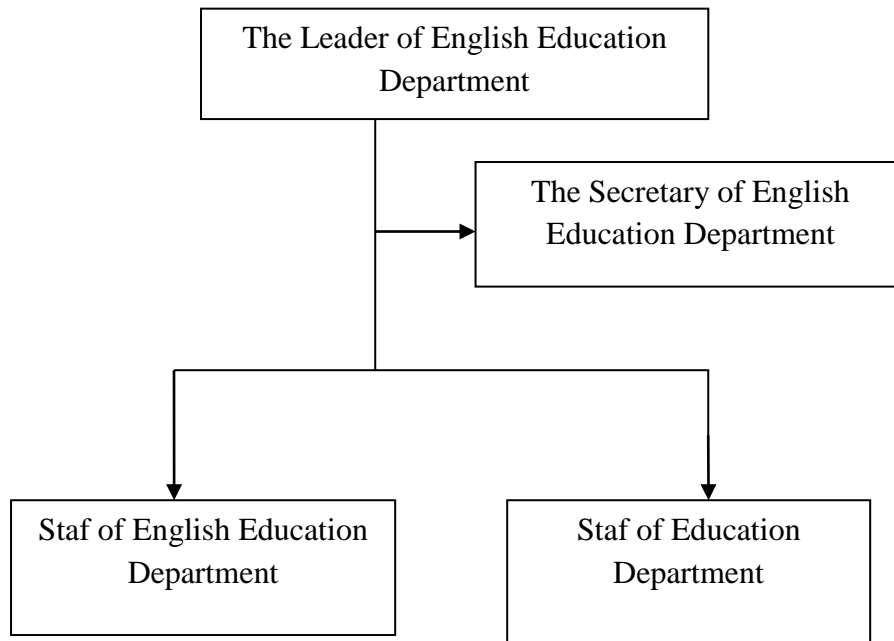 The Leader of English Education
Department
The Secretary of English
Education Department
Staf of English Education
Department
Staf of Education
Department